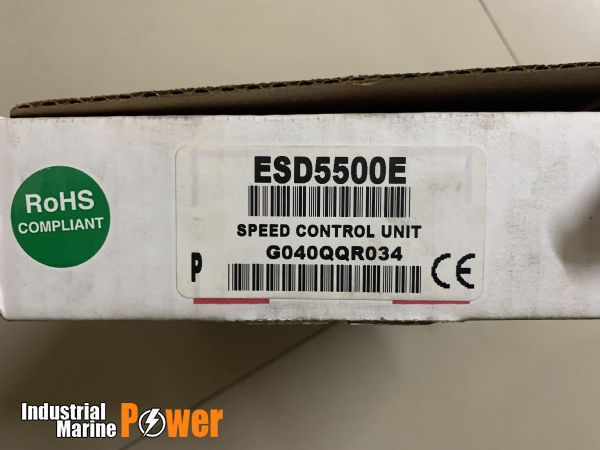 RoHS
COMPLIANT
ESD5500E
SPEED CONTROL UNIT
G040QQR034
P
CE
Industrial
Marine
Power